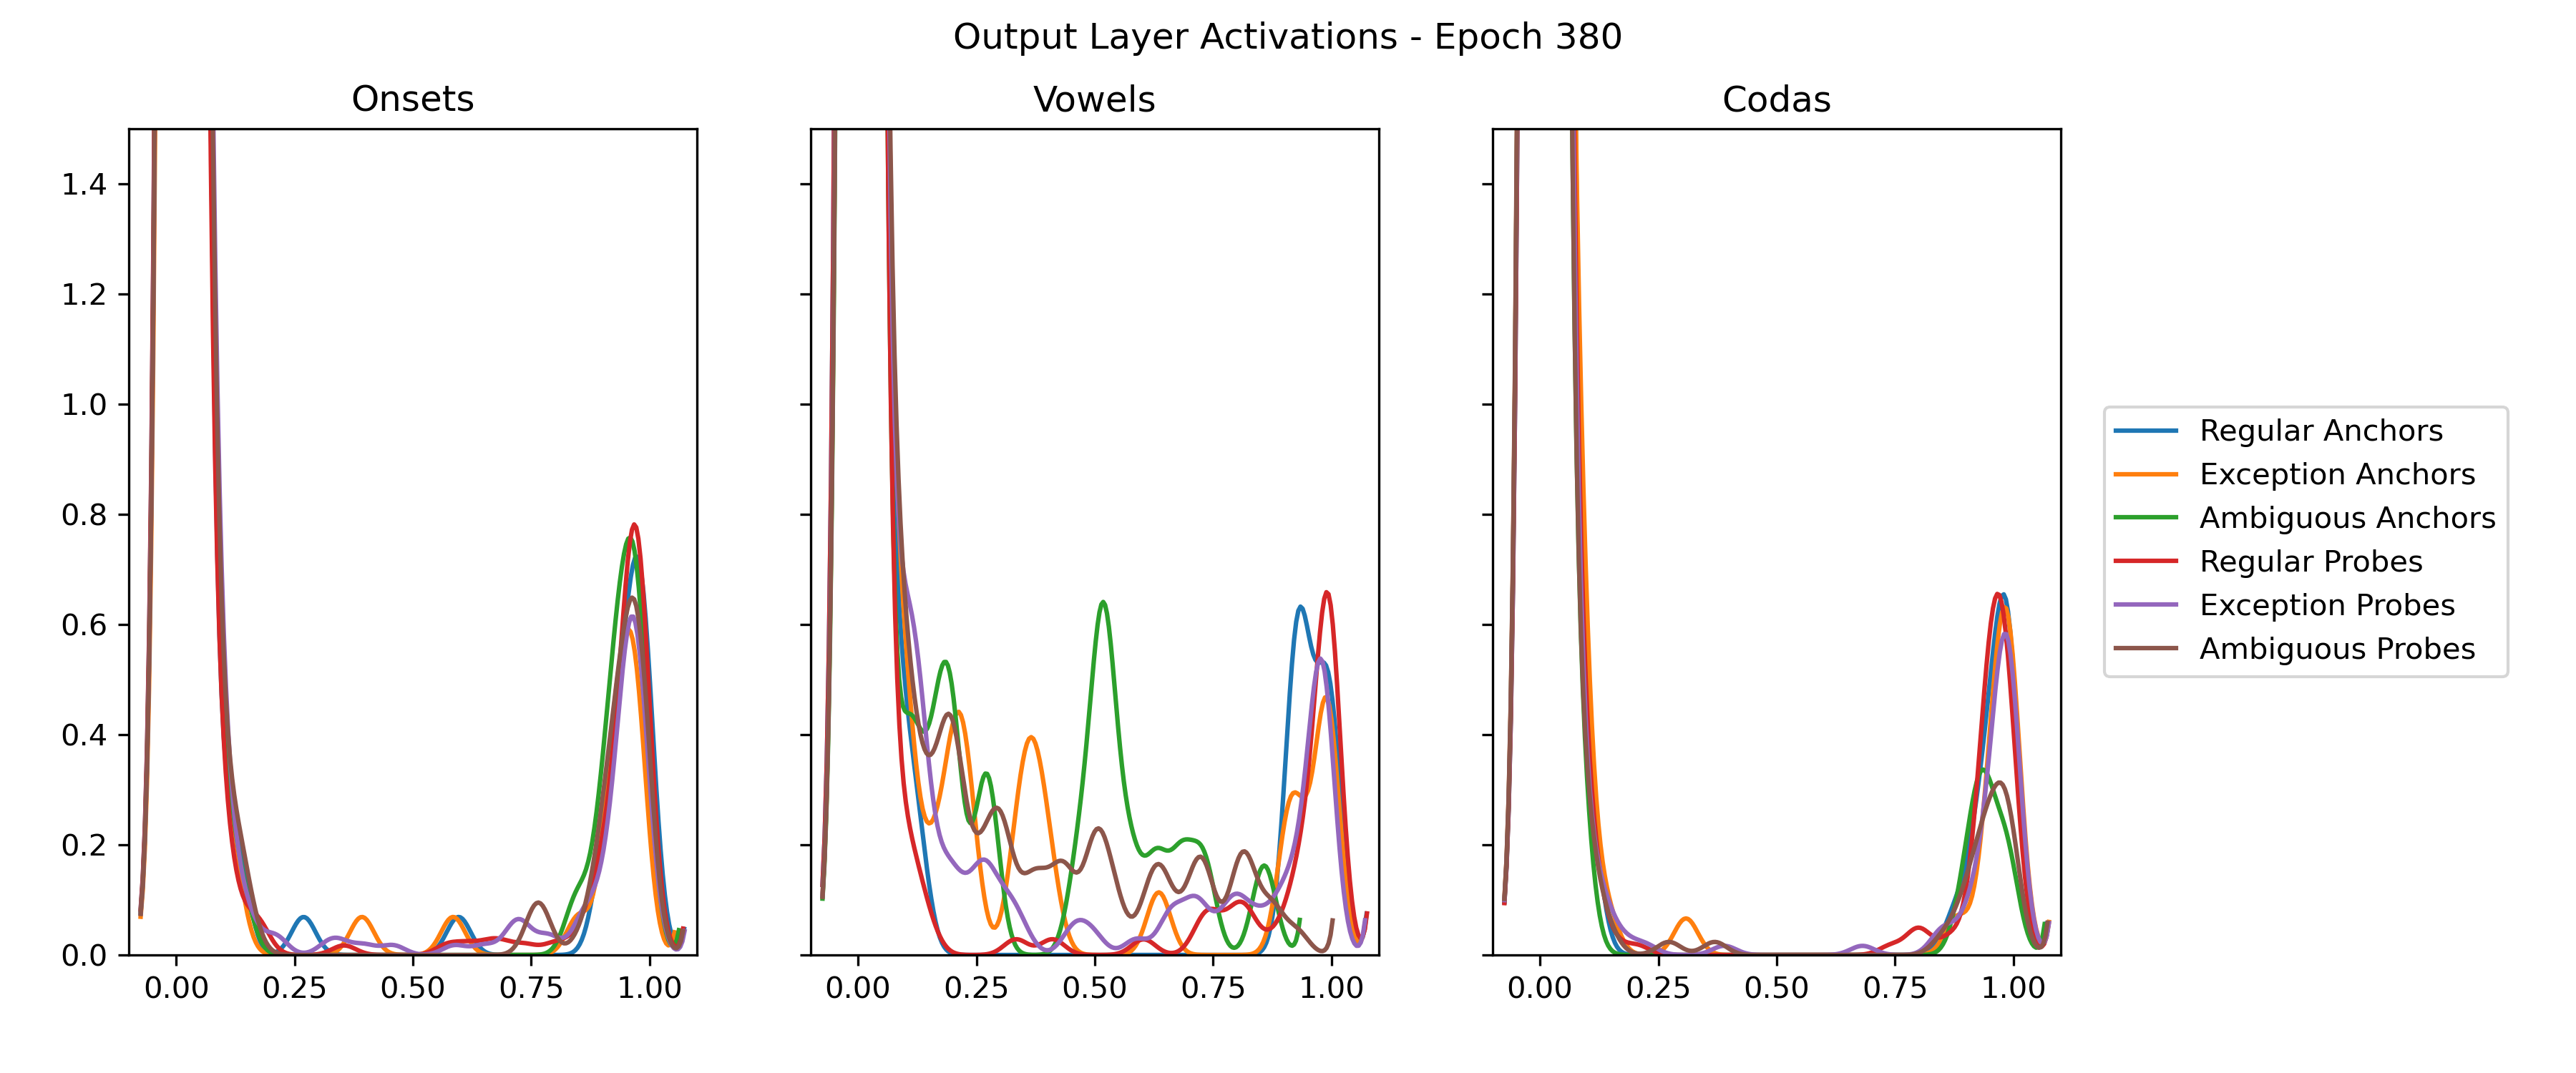 Output Layer Activations - Epoch 380
Onsets
Vowels
Codas
1.4
1.2
1.0
0.8
0.6
0.4
0.2
0.0
0.00 0.25 0.50 0.75 1.00
0.00 0.25 0.50 0.75 1.00
0.00 0.25 0.50 0.75 1.00
Regular Anchors
Exception Anchors
Ambiguous Anchors
Regular Probes
Exception Probes
Ambiguous Probes